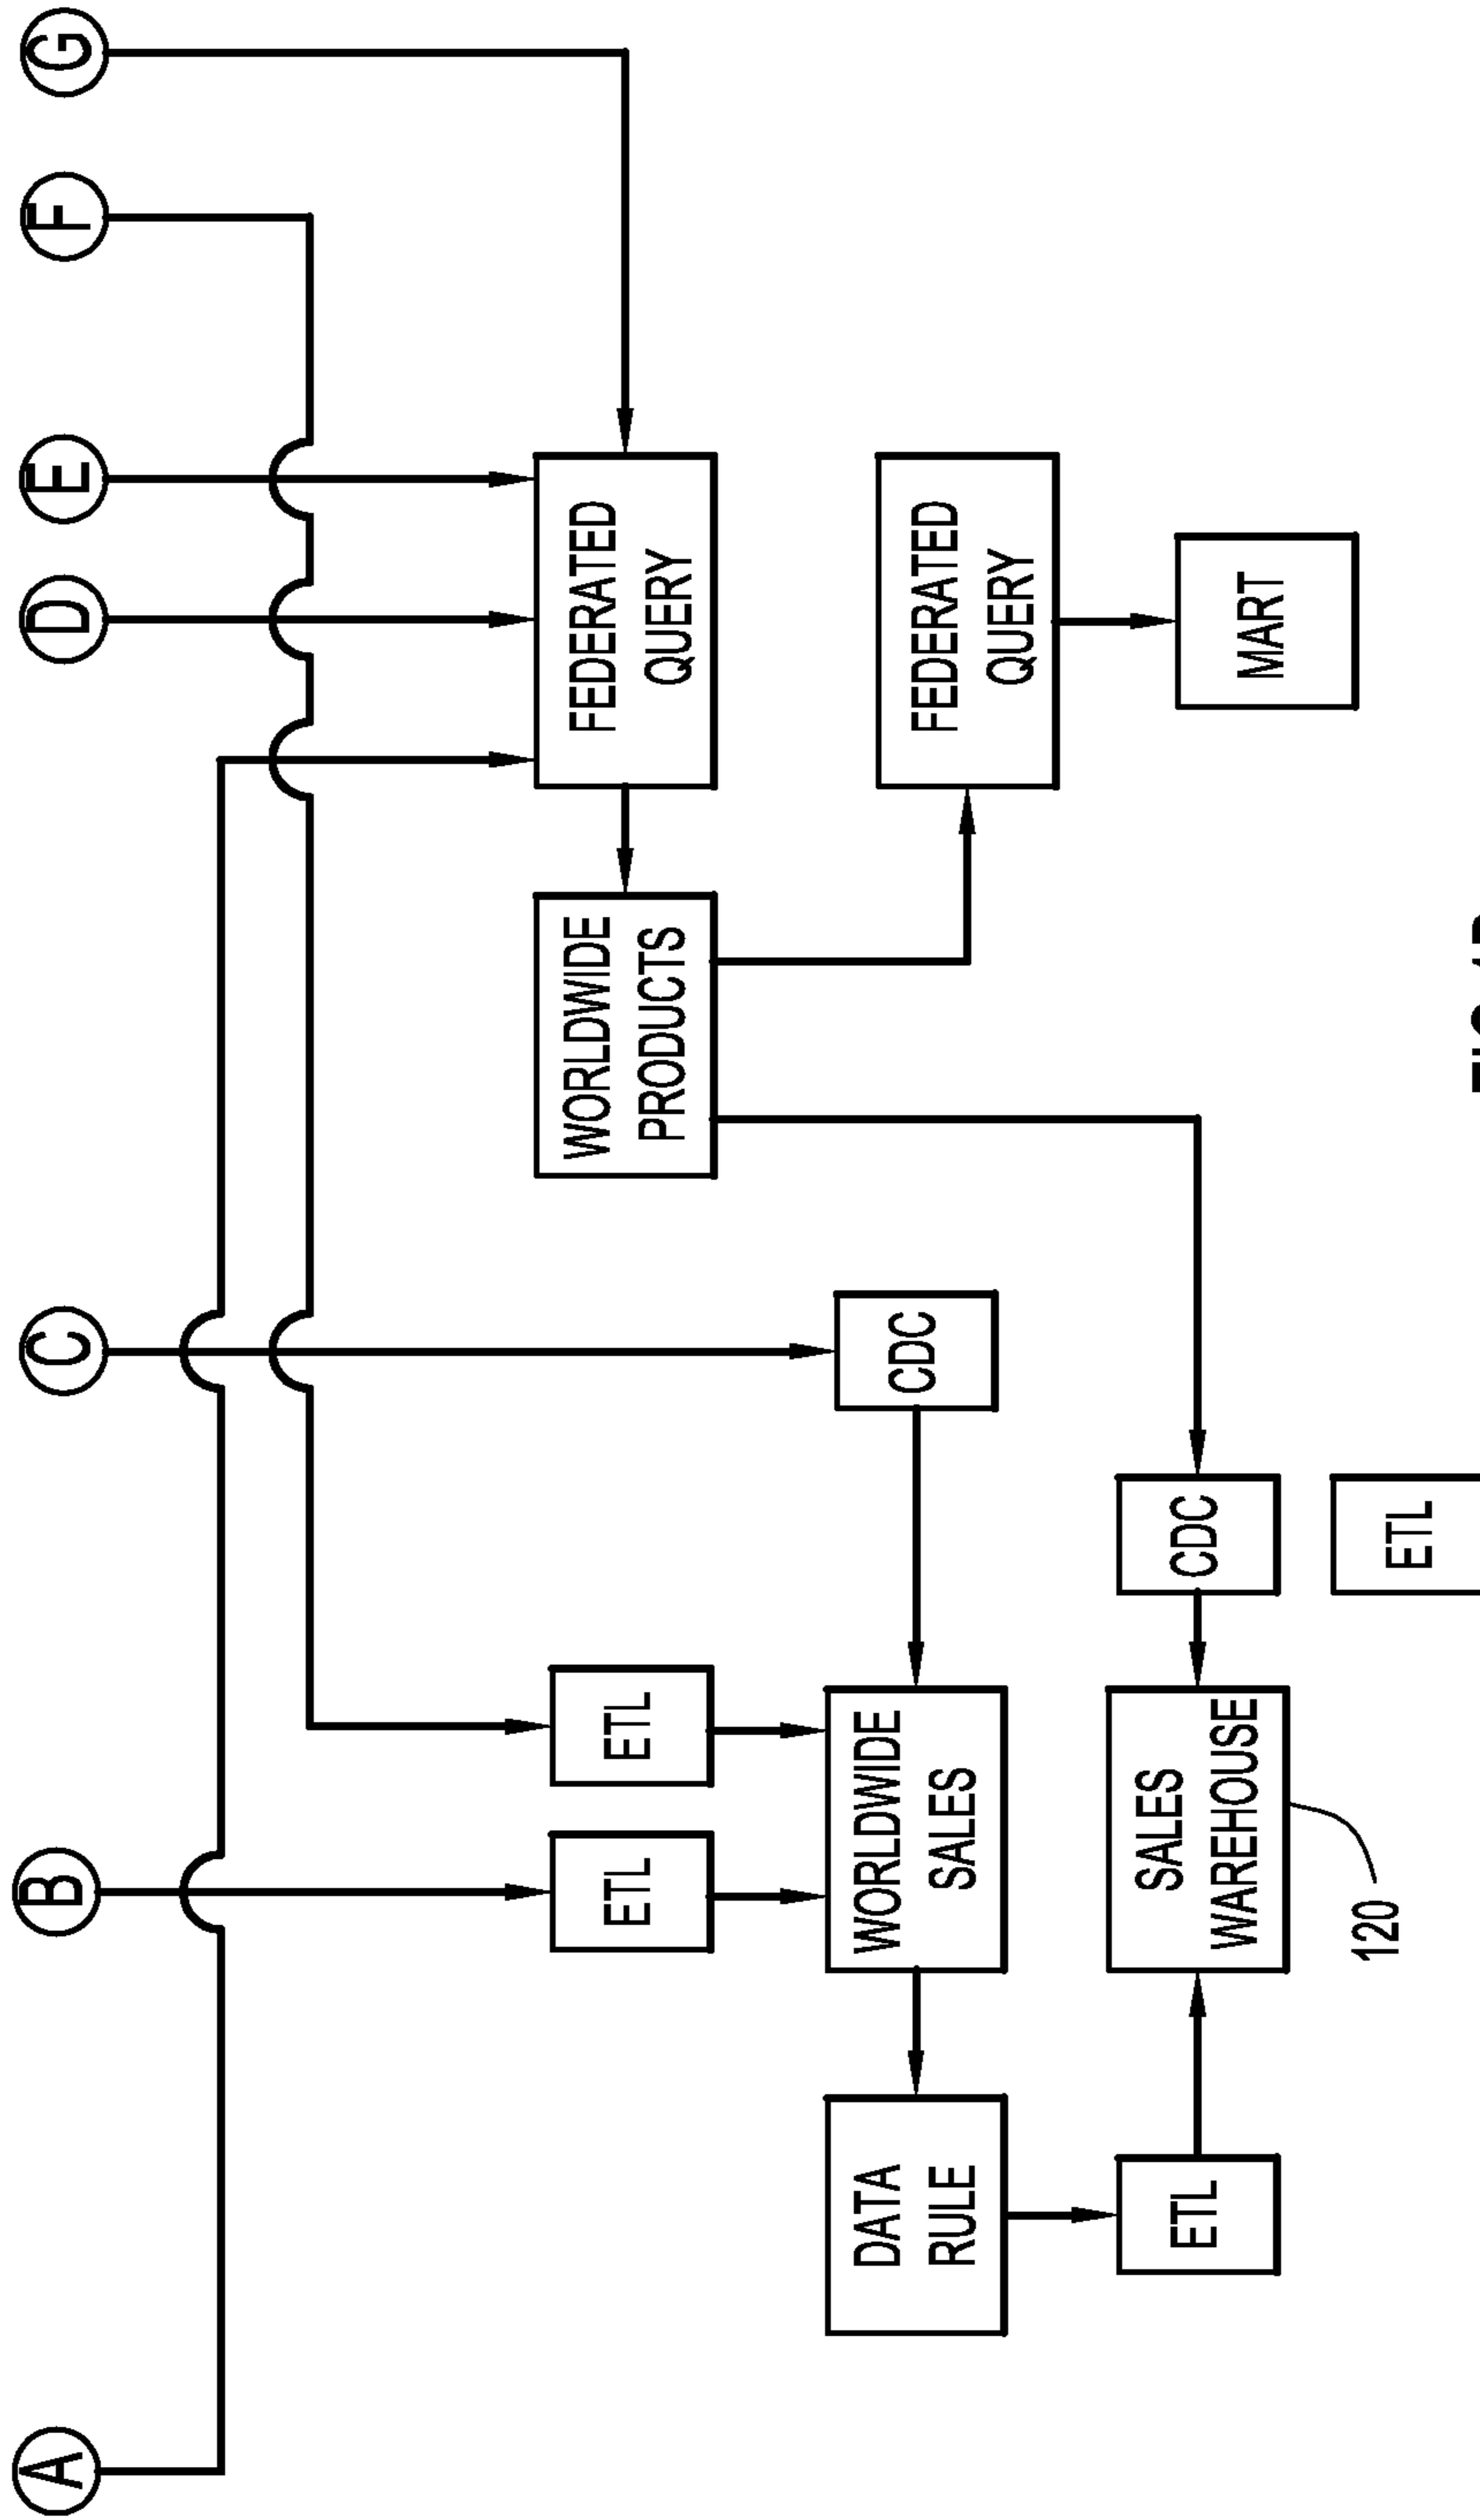 A
B
C
D
E
F
G
ETL
ETL
WORLDWIDE
PRODUCTS
FEDERATED
QUERY
DATA
RULE
WORLDWIDE
SALES
CDC
FEDERATED
QUERY
ETL
SALES
WAREHOUSE
CDC
MART
120
ETL